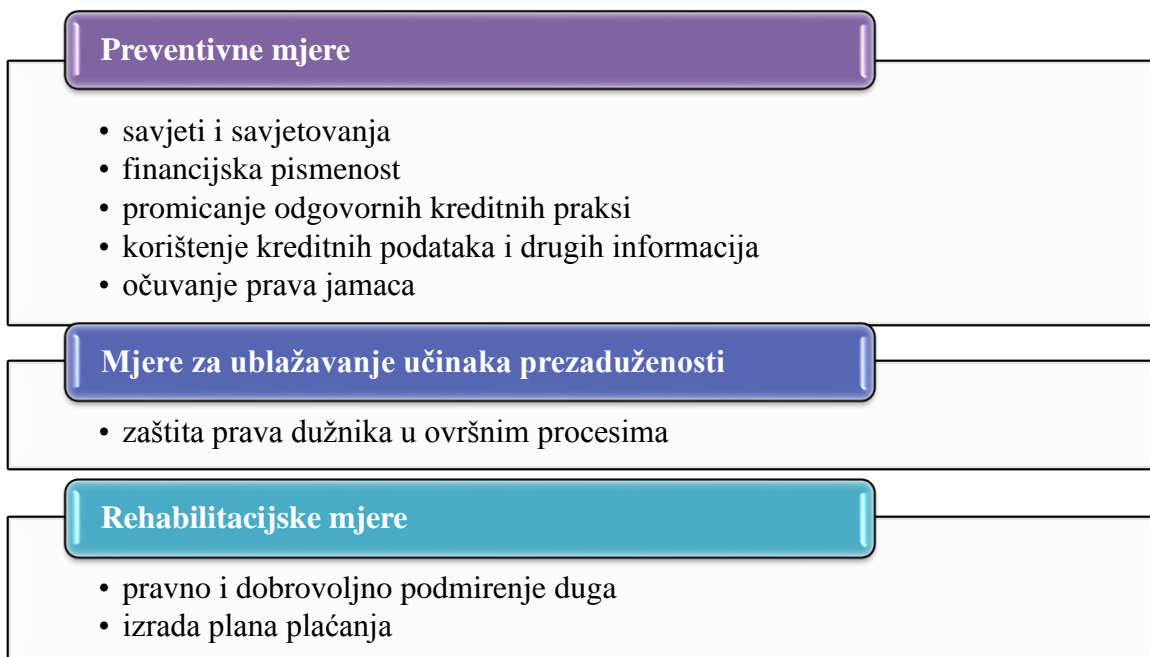 Preventivne mjere
• savjeti i savjetovanja
• financijska pismenost
• promicanje odgovornih kreditnih praksi
• korištenje kreditnih podataka i drugih informacija
• očuvanje prava jamaca
Mjere za ublažavanje učinaka prezaduženosti
• zaštita prava dužnika u ovršnim procesima
Rehabilitacijske mjere
• pravno i dobrovoljno podmirenje duga
• izrada plana plaćanja